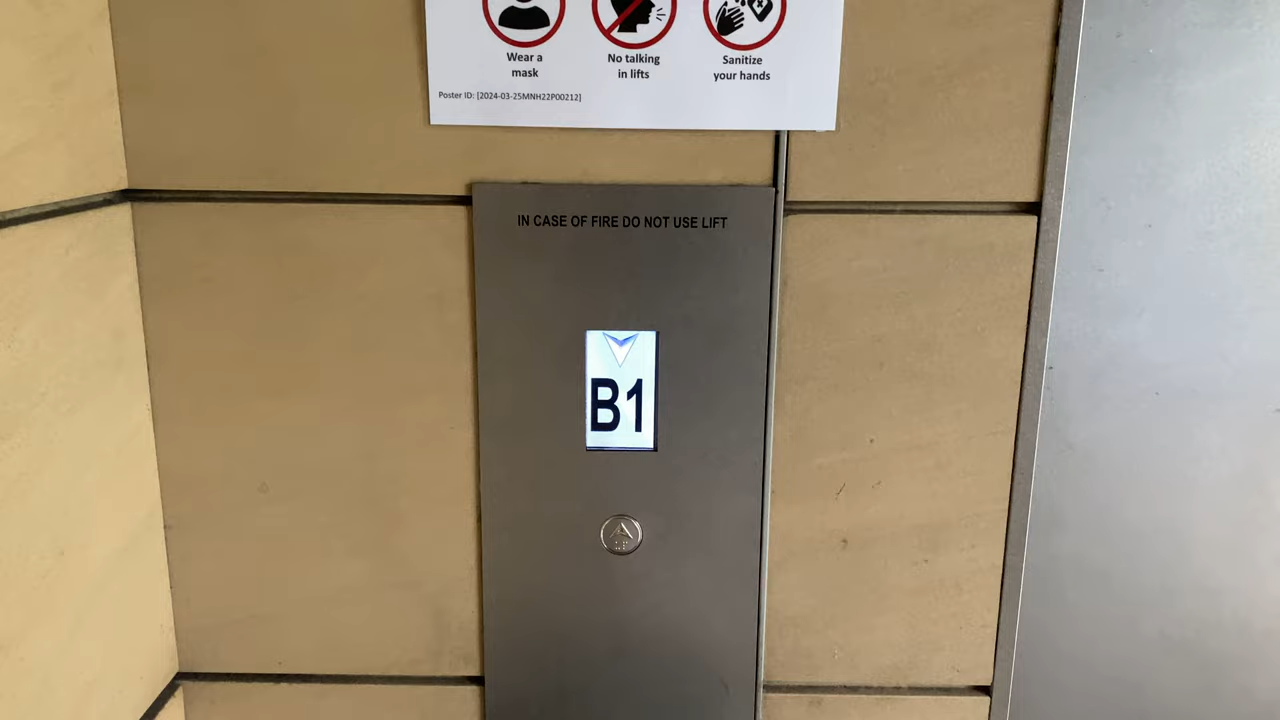 Wear a
mask
No talking
in lifts
Sanitize
your hands
Poster ID: [2024-03-25MNH22P00212]
IN CASE OF FIRE DO NOT USE LIFT
B1